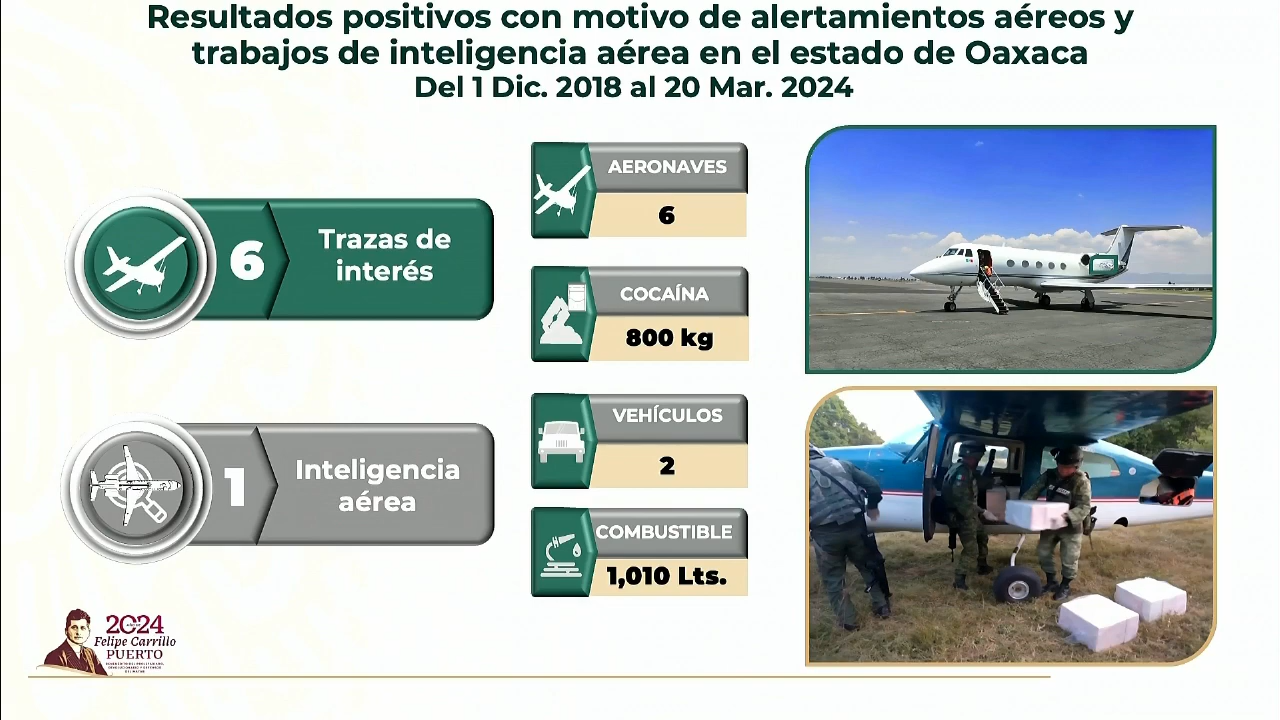 Resultados positivos con motivo de alertamientos aéreos y
trabajos de inteligencia aérea en el estado de Oaxaca
Del 1 Dic. 2018 al 20 Mar. 2024
6
Trazas de
interés
1
Inteligencia
aérea
AERONAVES
6
COCAÍNA
800 kg
VEHÍCULOS
2
COMBUSTIBLE
1,010 Lts.
2024
Felipe Carrillo
PUERTO